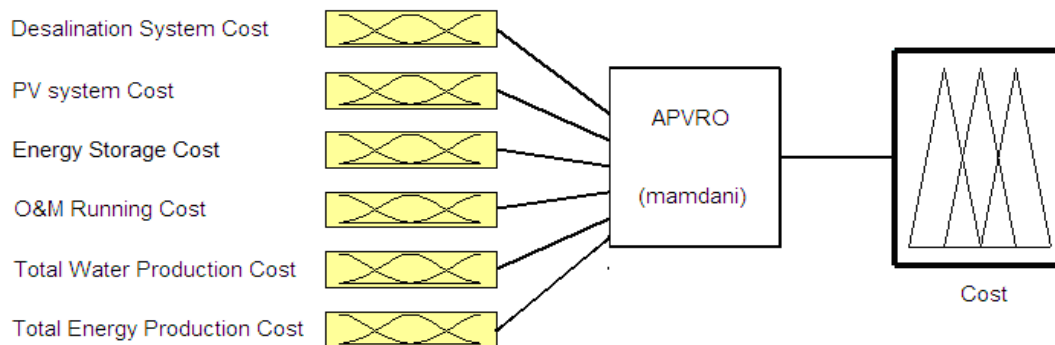 Desalination System Cost
PV system Cost
Energy Storage Cost
O&M Running Cost
Total Water Production Cost
Total Energy Production Cost
APVRO
(mamdani)
Cost